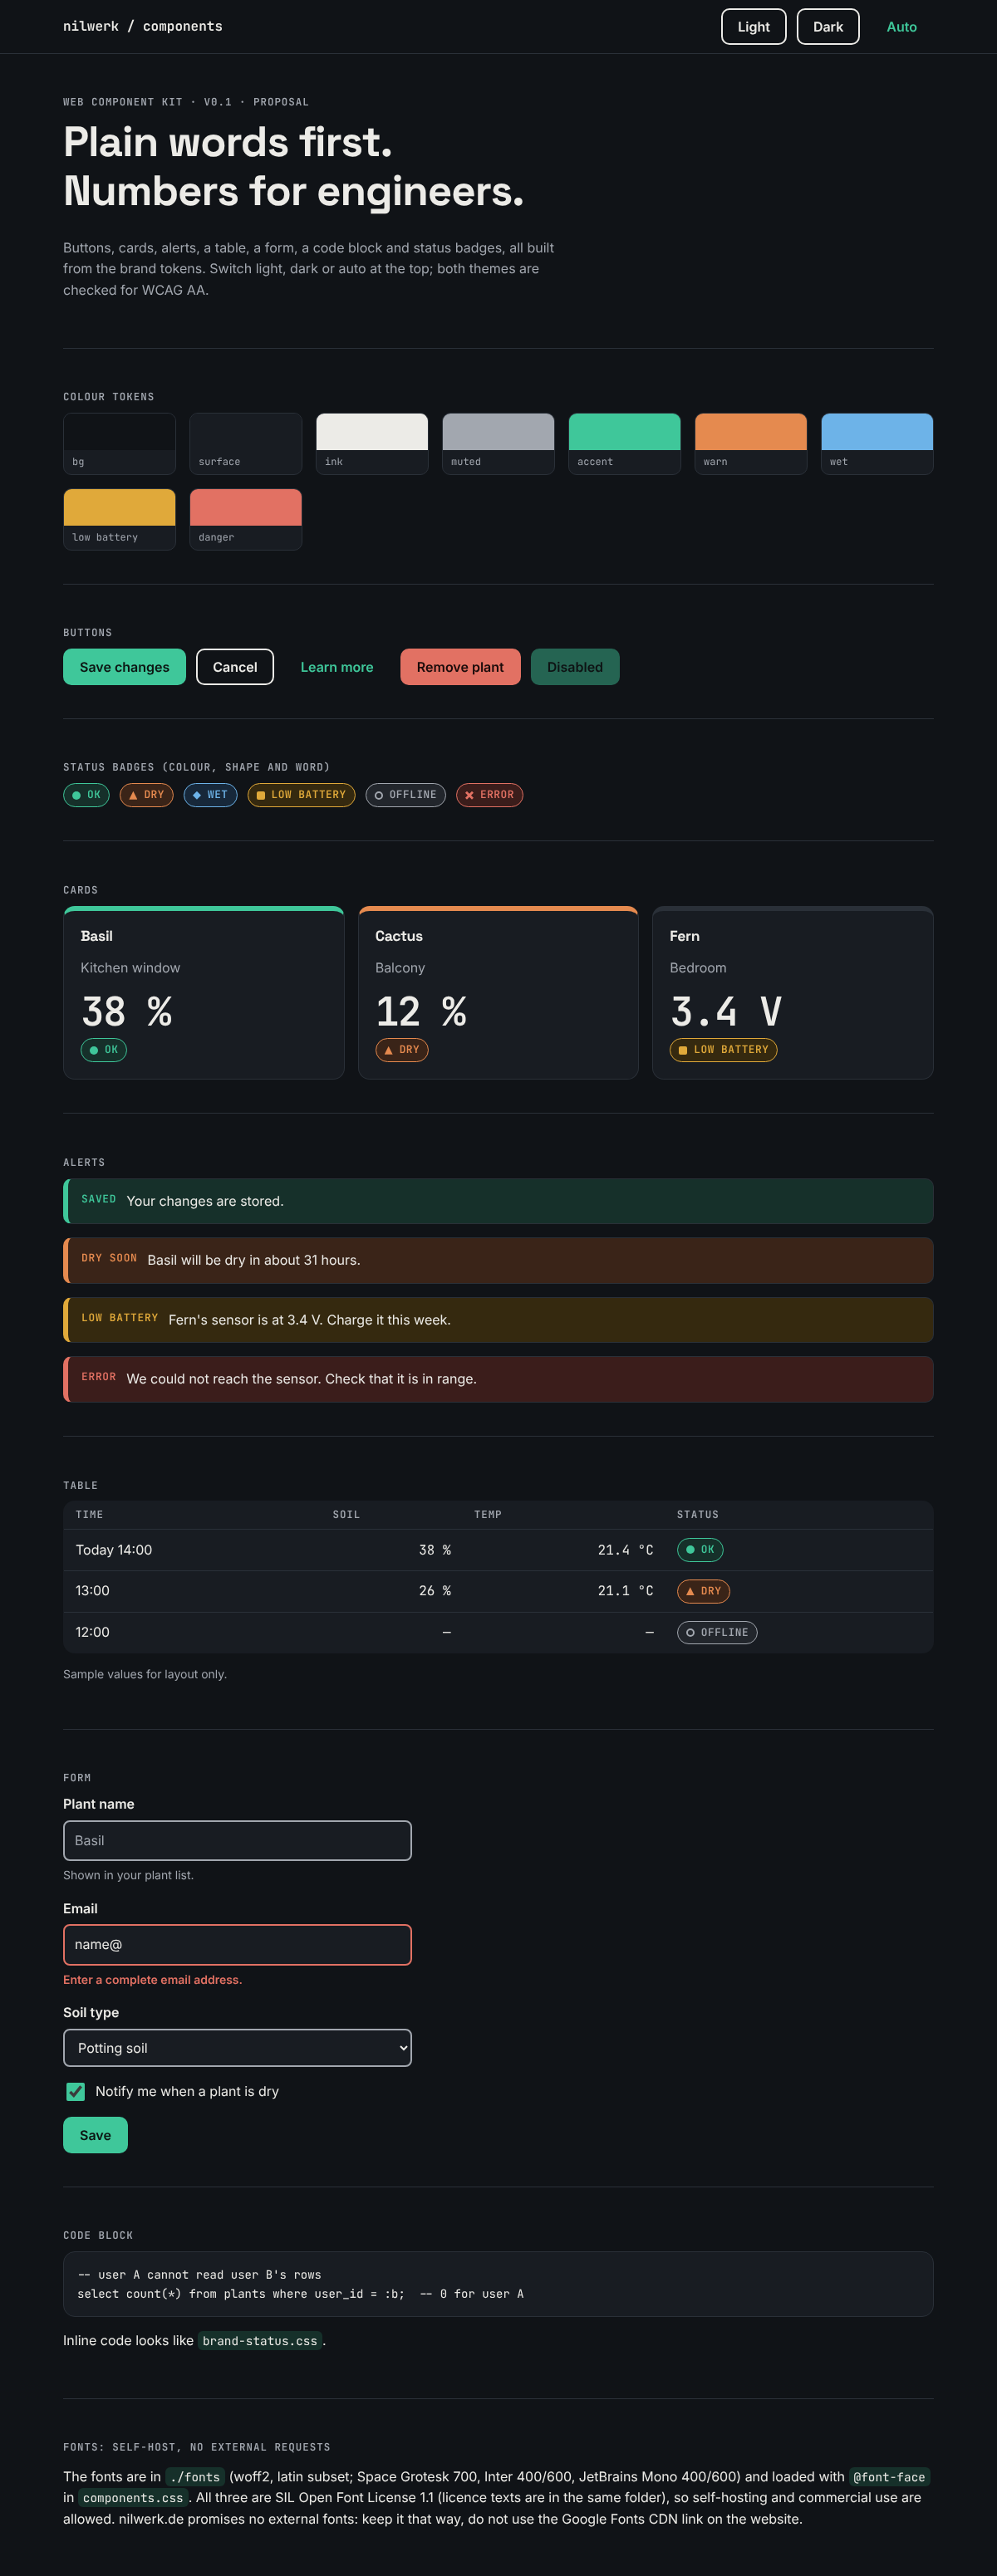 nilwerk / components
Light
Dark
Auto
WEB COMPONENT KIT · V0.1 · PROPOSAL
Plain words first.
Numbers for engineers.
Buttons, cards, alerts, a table, a form, a code block and status badges, all built
from the brand tokens. Switch light, dark or auto at the top; both themes are
checked for WCAG AA.
COLOUR TOKENS
bg
surface
ink
muted
accent
warn
wet
low battery
danger
BUTTONS
Save changes
Cancel
Learn more
Remove plant
Disabled
STATUS BADGES (COLOUR, SHAPE AND WORD)
OK
DRY
WET
LOW BATTERY
OFFLINE
ERROR
CARDS
Basil
Kitchen window
38 %
OK
Cactus
Balcony
12 %
DRY
Fern
Bedroom
3.4 V
LOW BATTERY
ALERTS
SAVED Your changes are stored.
DRY SOON Basil will be dry in about 31 hours.
LOW BATTERY Fern's sensor is at 3.4 V. Charge it this week.
ERROR We could not reach the sensor. Check that it is in range.
TABLE
TIME SOIL TEMP STATUS
Today 14:00 38 % 21.4 °C OK
13:00 26 % 21.1 °C DRY
12:00 — — OFFLINE
Sample values for layout only.
FORM
Plant name
Basil
Shown in your plant list.
Email
name@
Enter a complete email address.
Soil type
Potting soil
Notify me when a plant is dry
Save
CODE BLOCK
-- user A cannot read user B's rows
select count(*) from plants where user_id = :b;  -- 0 for user A
Inline code looks like brand-status.css.
FONTS: SELF-HOST, NO EXTERNAL REQUESTS
The fonts are in ./fonts (woff2, latin subset; Space Grotesk 700, Inter 400/600, JetBrains Mono 400/600) and loaded with @font-face
in components.css. All three are SIL Open Font License 1.1 (licence texts are in the same folder), so self-hosting and commercial use are
allowed. nilwerk.de promises no external fonts: keep it that way, do not use the Google Fonts CDN link on the website.